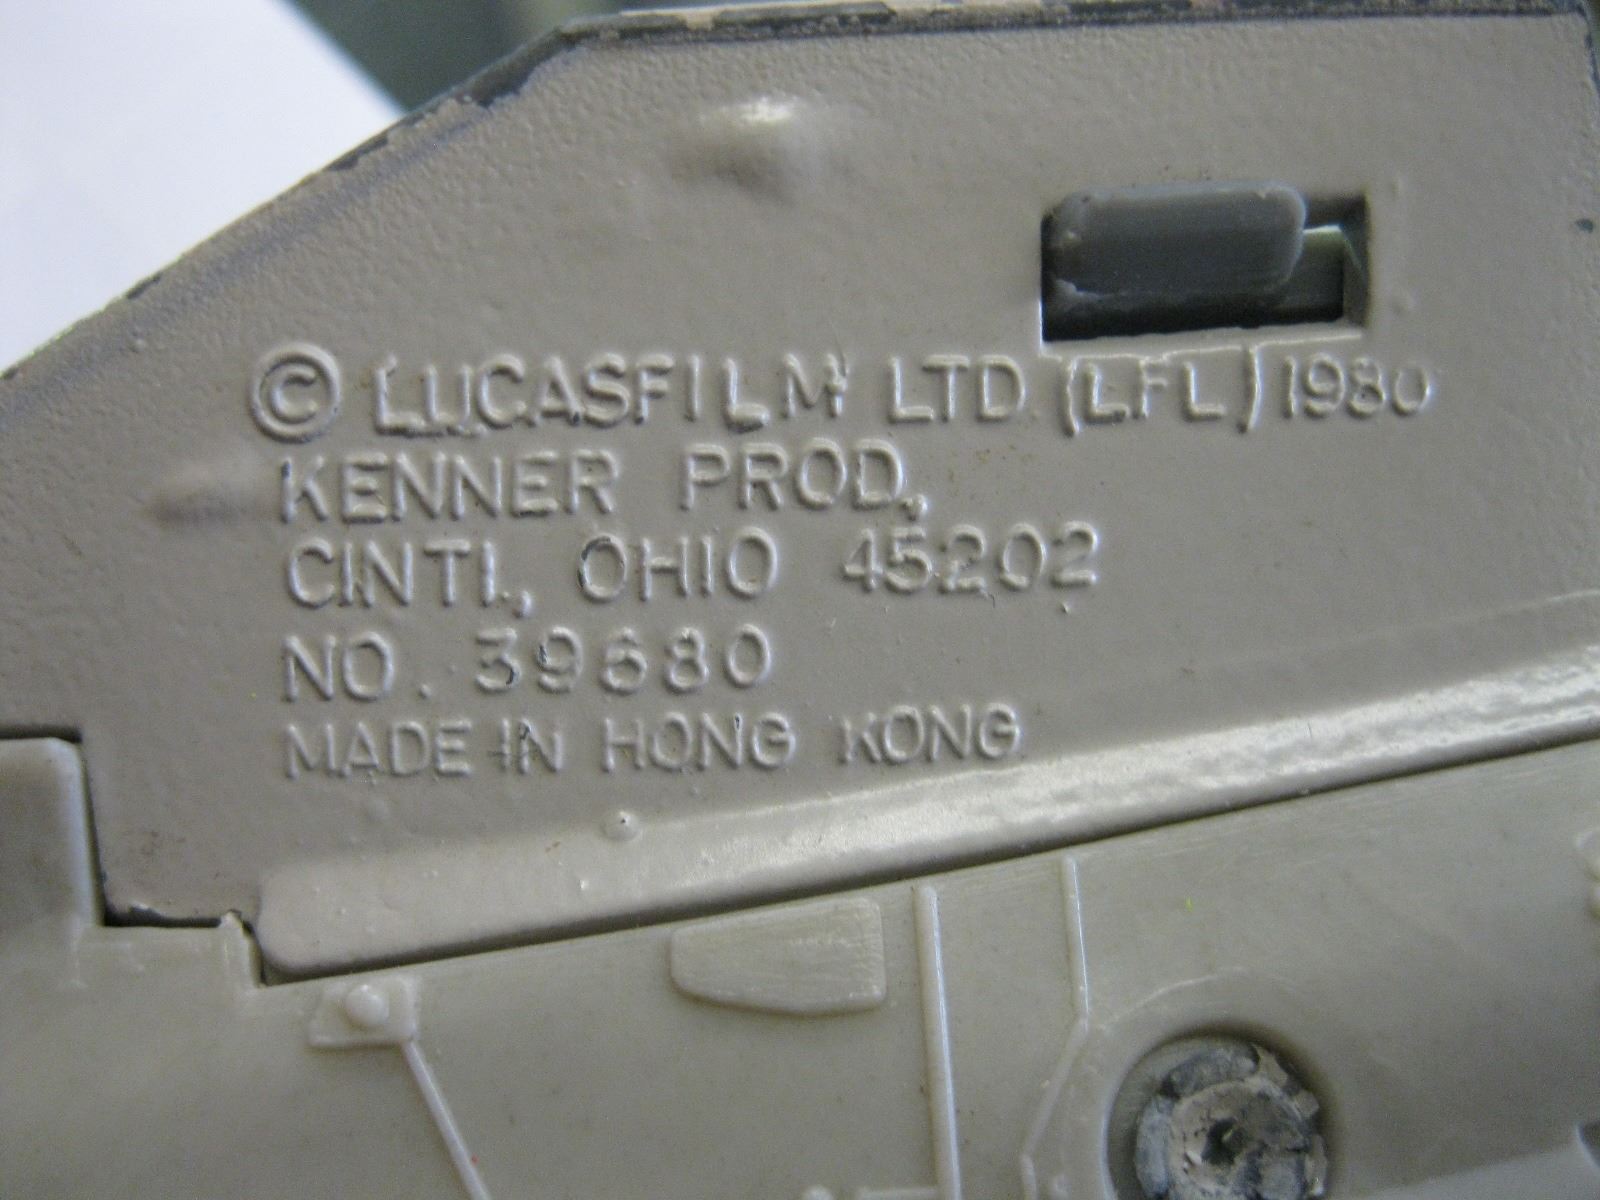 © LUCASFILM LTD. (LFL) 1980
KENNER PROD.,
CINTI., OHIO 45202
NO. 39680
MADE IN HONG KONG